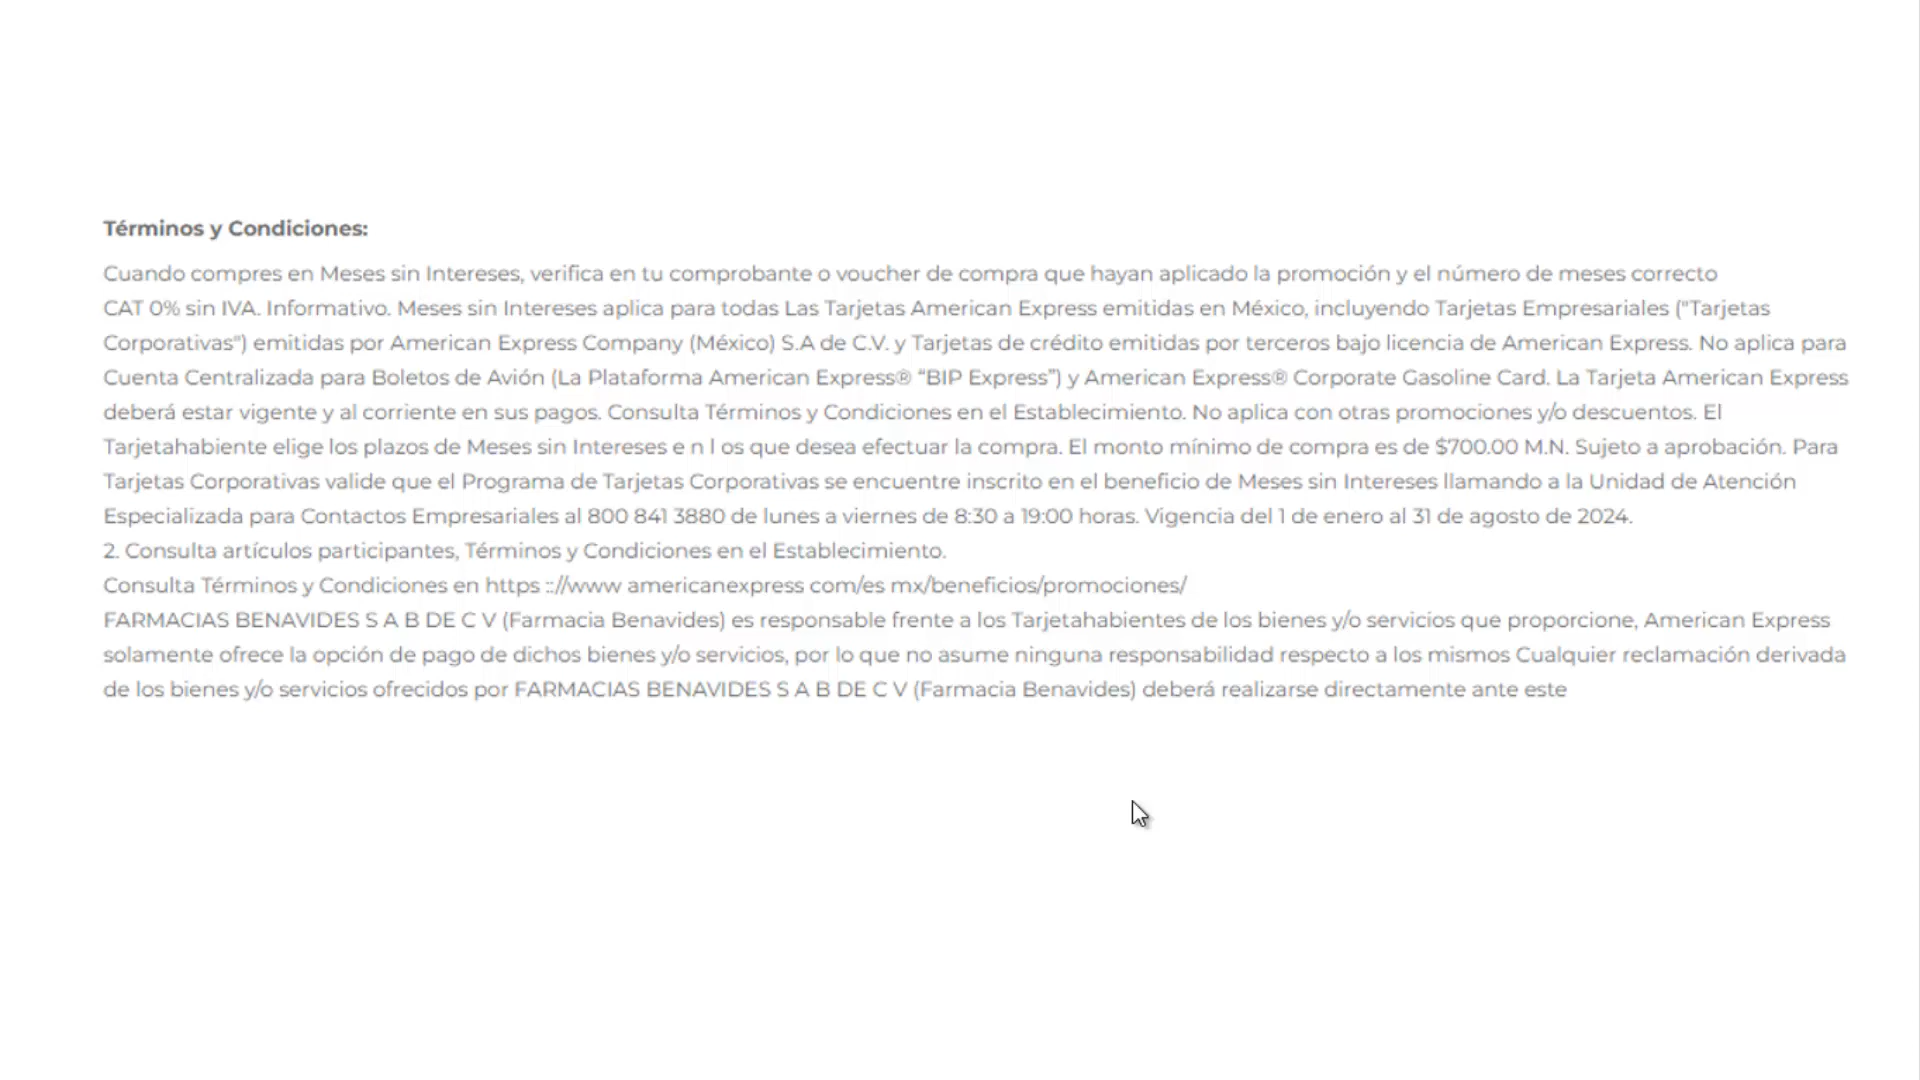 Términos y Condiciones:
Cuando compres en Meses sin Intereses, verifica en tu comprobante o voucher de compra que hayan aplicado la promoción y el número de meses correcto
CAT 0% sin IVA. Informativo. Meses sin Intereses aplica para todas Las Tarjetas American Express emitidas en México, incluyendo Tarjetas Empresariales ("Tarjetas
Corporativas") emitidas por American Express Company (México) S.A de C.V. y Tarjetas de crédito emitidas por terceros bajo licencia de American Express. No aplica para
Cuenta Centralizada para Boletos de Avión (La Plataforma American Express® “BIP Express”) y American Express® Corporate Gasoline Card. La Tarjeta American Express
deberá estar vigente y al corriente en sus pagos. Consulta Términos y Condiciones en el Establecimiento. No aplica con otras promociones y/o descuentos. El
Tarjetahabiente elige los plazos de Meses sin Intereses e n l os que desea efectuar la compra. El monto mínimo de compra es de $700.00 M.N. Sujeto a aprobación. Para
Tarjetas Corporativas valide que el Programa de Tarjetas Corporativas se encuentre inscrito en el beneficio de Meses sin Intereses llamando a la Unidad de Atención
Especializada para Contactos Empresariales al 800 841 3880 de lunes a viernes de 8:30 a 19:00 horas. Vigencia del 1 de enero al 31 de agosto de 2024.
2. Consulta artículos participantes, Términos y Condiciones en el Establecimiento.
Consulta Términos y Condiciones en https :://www americanexpress com/es mx/beneficios/promociones/
FARMACIAS BENAVIDES S A B DE C V (Farmacia Benavides) es responsable frente a los Tarjetahabientes de los bienes y/o servicios que proporcione, American Express
solamente ofrece la opción de pago de dichos bienes y/o servicios, por lo que no asume ninguna responsabilidad respecto a los mismos Cualquier reclamación derivada
de los bienes y/o servicios ofrecidos por FARMACIAS BENAVIDES S A B DE C V (Farmacia Benavides) deberá realizarse directamente ante este